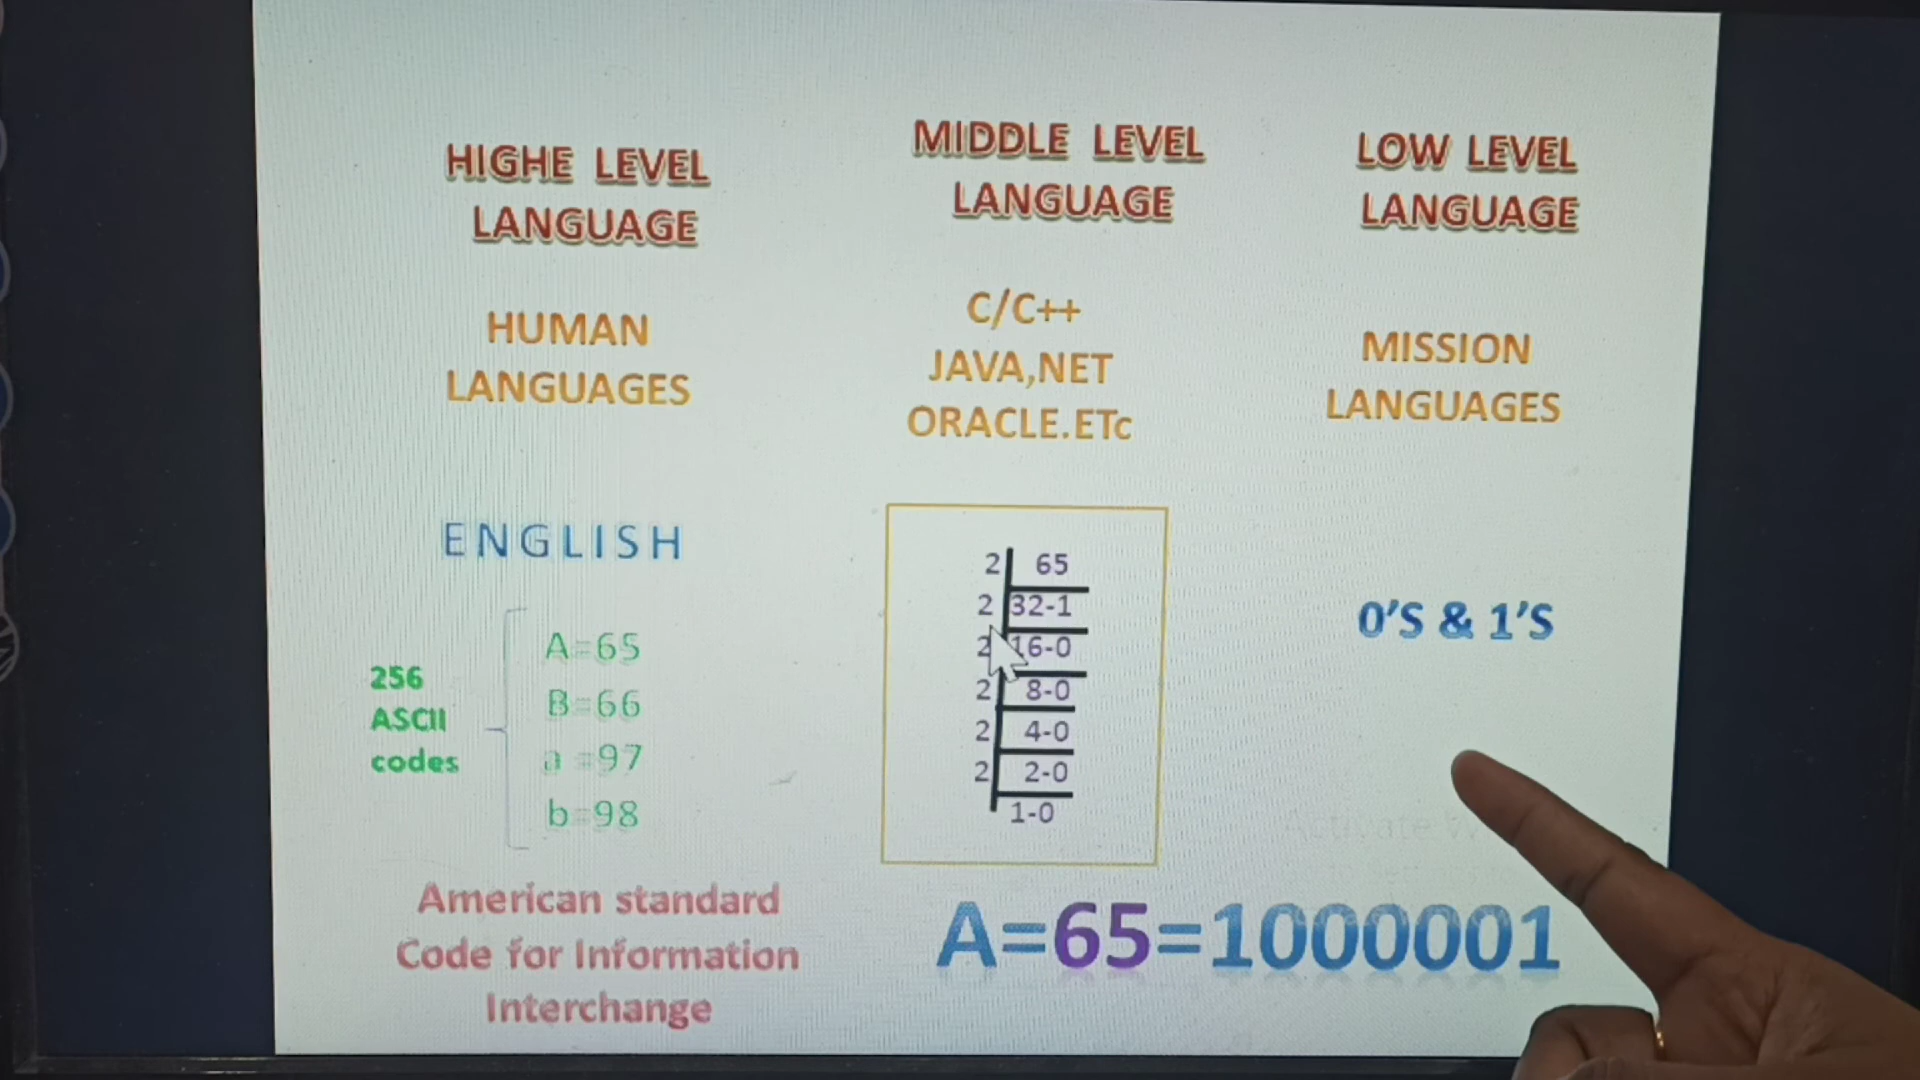 HIGHE LEVEL
LANGUAGE
HUMAN
LANGUAGES
ENGLISH
256
ASCII
codes
A=65
B=66
a =97
b=98
American standard
Code for Information
Interchange
MIDDLE LEVEL
LANGUAGE
C/C++
JAVA,NET
ORACLE.ETc
2 65
2 32-1
2 16-0
2 8-0
2 4-0
2 2-0
1-0
LOW LEVEL
LANGUAGE
MISSION
LANGUAGES
0'S & 1'S
Activate
A=65=1000001